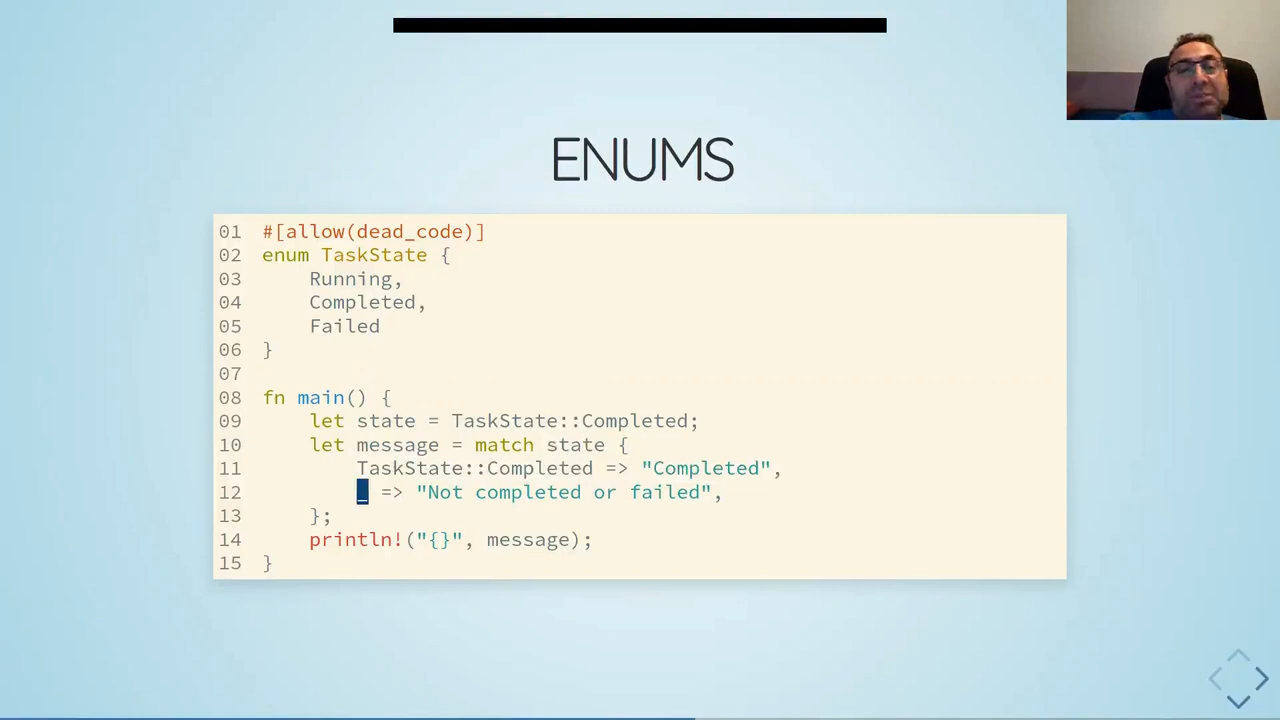 ENUMS
01 #[allow(dead_code)]
02 enum TaskState {
03     Running,
04     Completed,
05     Failed
06 }
07
08 fn main() {
09     let state = TaskState::Completed;
10     let message = match state {
11         TaskState::Completed => "Completed",
12         _ => "Not completed or failed",
13     };
14     println!("{}", message);
15 }